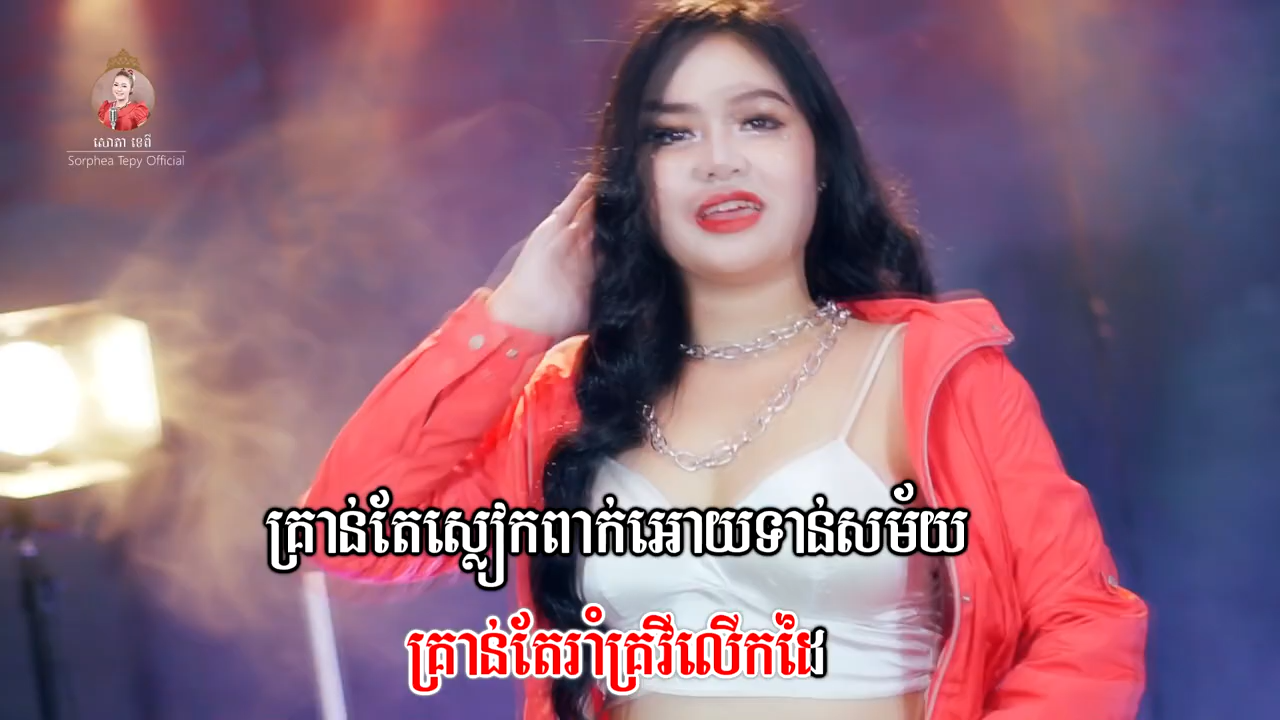 សោភា ទេពី
Sorphea Tepy Official
គ្រាន់តែស្លៀកពាក់អោយទាន់សម័យ
គ្រាន់តែរាំគ្រវីលើកដៃ